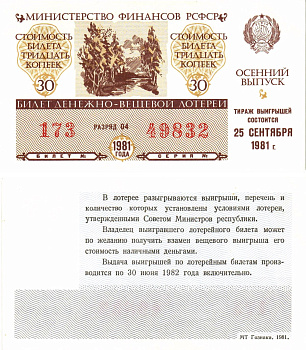 МИНИСТЕРСТВО ФИНАНСОВ РСФСР
СТОИМОСТЬ
БИЛЕТА
ТРИДЦАТЬ
КОПЕЕК
30
СТОИМОСТЬ
БИЛЕТА
ТРИДЦАТЬ
КОПЕЕК
30
ОСЕННИЙ
ВЫПУСК
ТИРАЖ ВЫИГРЫШЕЙ
СОСТОИТСЯ
25 СЕНТЯБРЯ
1981 г.
БИЛЕТ ДЕНЕЖНО-ВЕЩЕВОЙ ЛОТЕРЕИ
173 РАЗРЯД 04 1981 ГОДА 49832
БИЛЕТ № СЕРИЯ №
В лотерее разыгрываются выигрыши, перечень и
количество которых установлены условиями лотереи,
утвержденными Советом Министров республики.
Владелец выигравшего лотерейного билета может
по желанию получить взамен вещевого выигрыша его
стоимость наличными деньгами.
Выдача выигрышей по лотерейным билетам произ-
водится по 30 июня 1982 года включительно.
МТ Гознака. 1981.